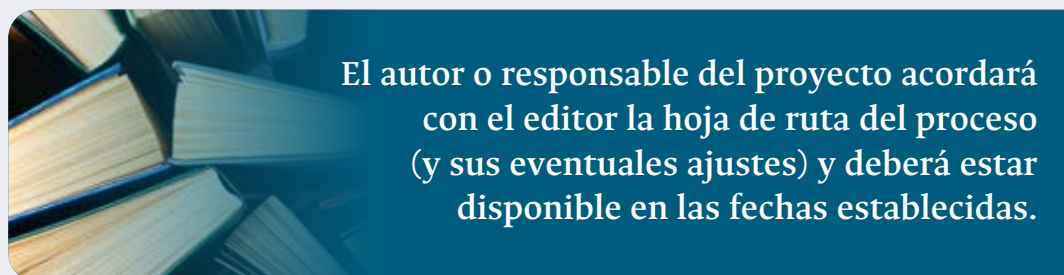 El autor o responsable del proyecto acordará
con el editor la hoja de ruta del proceso
(y sus eventuales ajustes) y deberá estar
disponible en las fechas establecidas.